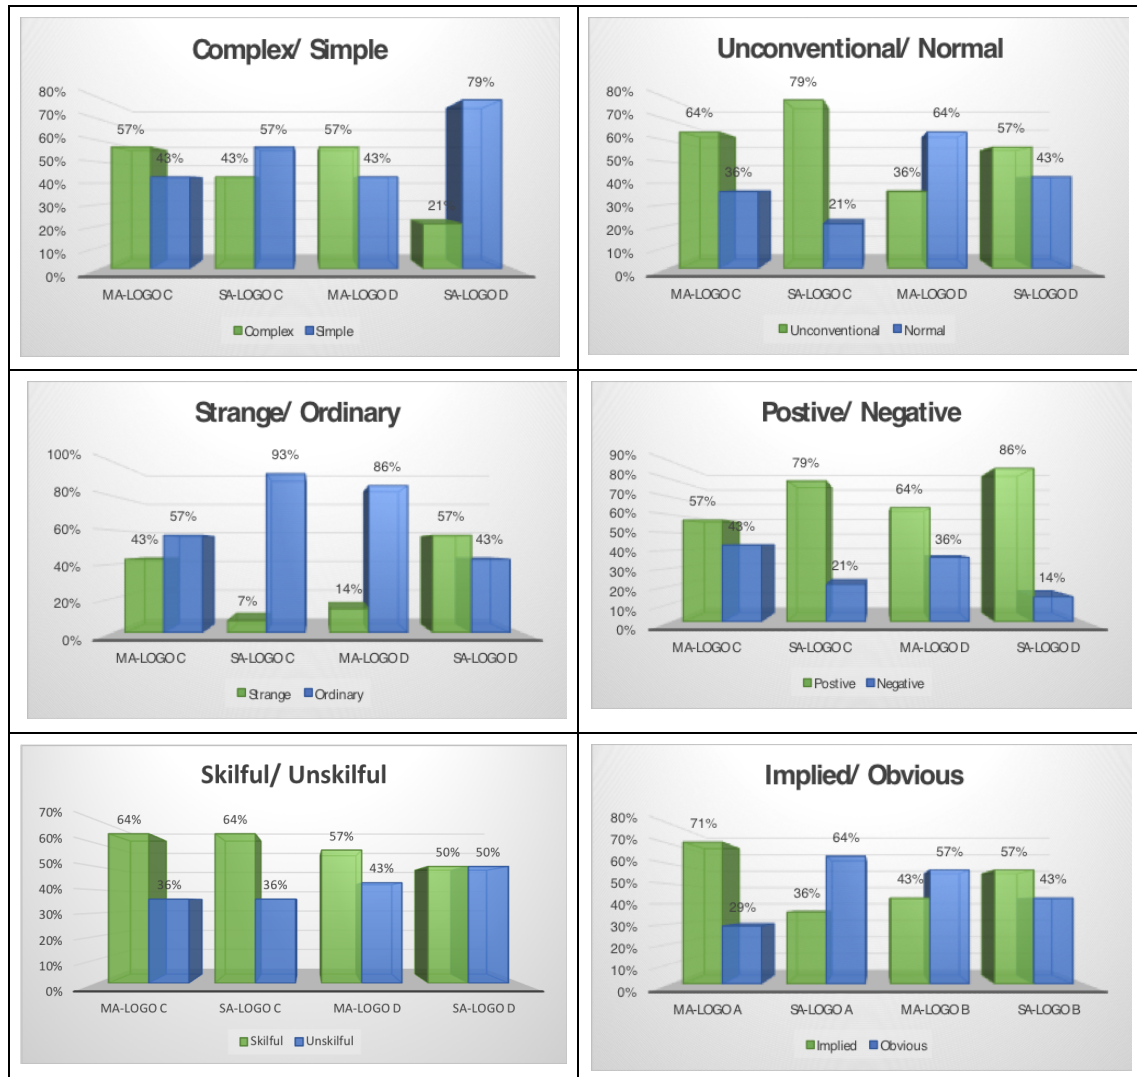 Complex/ Simple
80%
70%
60%
50%
40%
30%
20%
10%
0%
57% 43% 43% 57% 57% 43% 21% 79%
MA-LOGO C SA-LOGO C MA-LOGO D SA-LOGO D
Complex Simple
Unconventional/ Normal
80%
70%
60%
50%
40%
30%
20%
10%
0%
64% 36% 79% 21% 36% 64% 57% 43%
MA-LOGO C SA-LOGO C MA-LOGO D SA-LOGO D
Unconventional Normal
Strange/ Ordinary
100%
80%
60%
40%
20%
0%
43% 57% 7% 93% 14% 86% 57% 43%
MA-LOGO C SA-LOGO C MA-LOGO D SA-LOGO D
Strange Ordinary
Postive/ Negative
90%
80%
70%
60%
50%
40%
30%
20%
10%
0%
57% 43% 79% 21% 64% 36% 86% 14%
MA-LOGO C SA-LOGO C MA-LOGO D SA-LOGO D
Postive Negative
Skilful/ Unskilful
70%
60%
50%
40%
30%
20%
10%
0%
64% 36% 64% 36% 57% 43% 50% 50%
MA-LOGO C SA-LOGO C MA-LOGO D SA-LOGO D
Skilful Unskilful
Implied/ Obvious
80%
70%
60%
50%
40%
30%
20%
10%
0%
71% 29% 36% 64% 43% 57% 57% 43%
MA-LOGO A SA-LOGO A MA-LOGO B SA-LOGO B
Implied Obvious